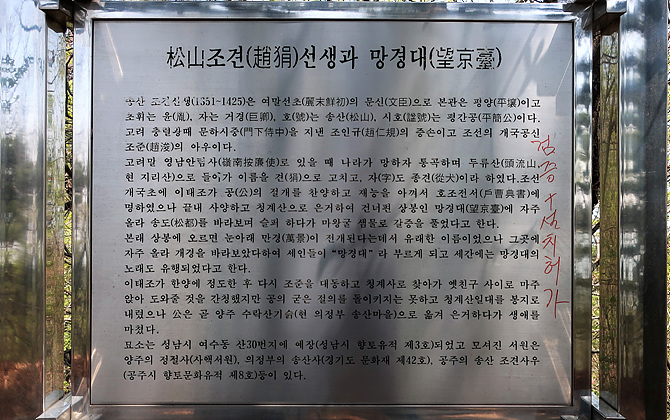 松山조견(趙狷)선생과 망경대(望京臺)
송산 조견선생(1351~1425)은 여말선초(麗末鮮初)의 문신(文臣)으로 본관은 평양(平壤)이고
초휘는 윤(胤), 자는 거경(巨卿), 호(號)는 송산(松山), 시호(諡號)는 평간공(平簡公)이다.
고려 충렬왕때 문하시중(門下侍中)을 지낸 조인규(趙仁規)의 증손이고 조선의 개국공신
조준(趙浚)의 아우이다.
고려말 영남안렴사(嶺南按廉使)로 있을 때 나라가 망하자 통곡하며 두류산(頭流山,
현 지리산)으로 들어가 이름을 견(狷)으로 고치고, 자(字)도 종견(從犬)이라 하였다.조선
개국초에 이태조가 공(公)의 절개를 찬양하고 재능을 아껴서 호조전서(戶曹典書)에
명하였으나 끝내 사양하고 청계산으로 은거하여 건너편 상봉인 망경대(望京臺)에 자주
올라 송도(松都)를 바라보며 슬퍼 하다가 마왕굴 샘물로 갈증을 풀었다고 한다.
본래 상봉에 오르면 눈아래 만경(萬景)이 전개된다는데서 유래한 이름이었으나 그곳에
자주 올라 개경을 바라보았다하여 세인들이 "망경대" 라 부르게 되고 세간에는 망경대의
노래도 유행되었다고 한다.
이태조가 한양에 정도한 후 다시 조준을 대동하고 청계사로 찾아가 옛친구 사이로 마주
앉아 도와줄 것을 간청했지만 공의 굳은 절의를 돌이키지는 못하고 청계산일대를 봉지로
내렸으나 公은 곧 양주 수락산기슭(현 의정부 송산마을)으로 옮겨 은거하다가 생애를
마쳤다.
묘소는 성남시 여수동 산30번지에 예장(성남시 향토유적 제3호)되었고 모셔진 서원은
양주의 정절사(사액서원), 의정부의 송산사(경기도 문화재 제42호), 공주의 송산 조견사우
(공주시 향토문화유적 제8호)등이 있다.
검증+설치허가